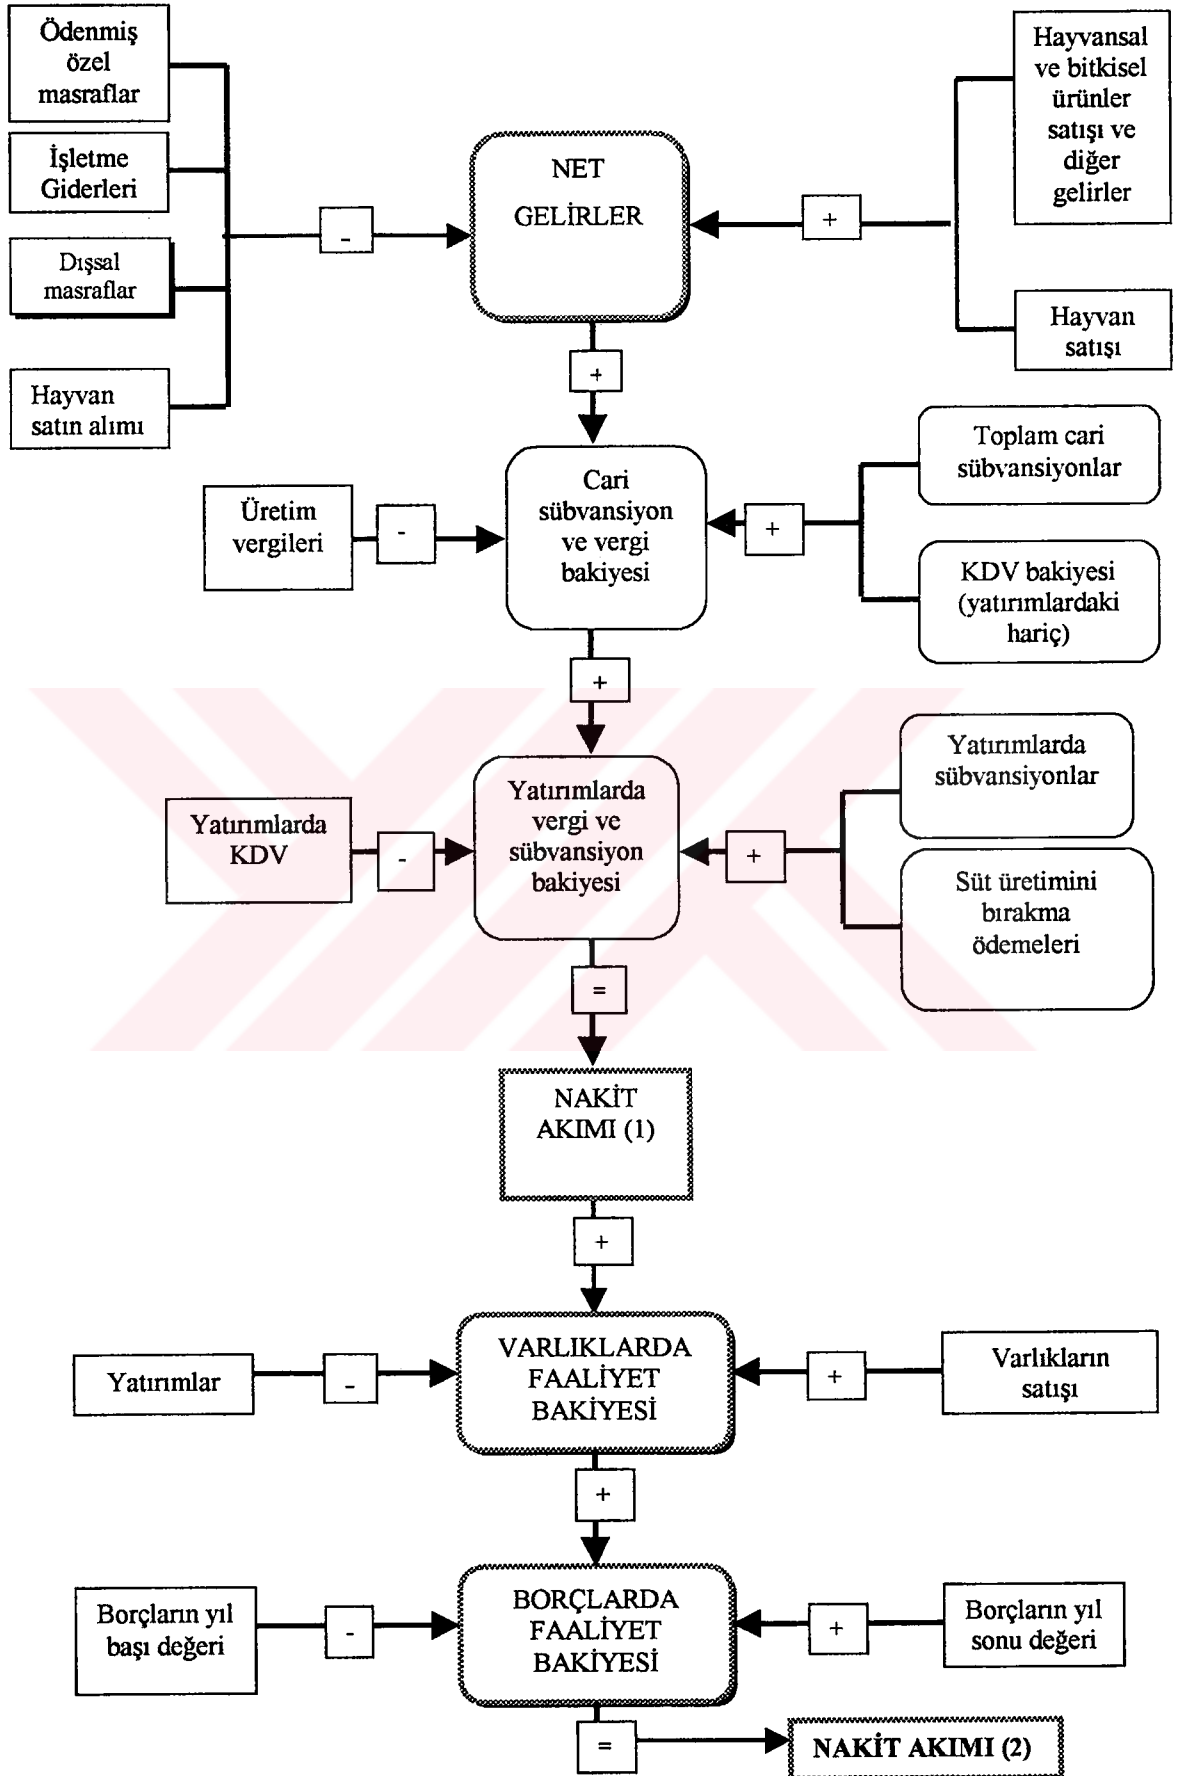 Ödenmiş
özel
masraflar
İşletme
Giderleri
Dışsal
masraflar
Hayvan
satın alımı
-
NET
GELİRLER
+
Hayvansal
ve bitkisel
ürünler
satışı ve
diğer
gelirler
Hayvan
satışı
+
Üretim
vergileri
-
Cari
sübvansiyon
ve vergi
bakiyesi
+
Toplam cari
sübvansiyonlar
KDV bakiyesi
(yatırımlardaki
hariç)
+
Yatırımlarda
KDV
-
Yatırımlarda
vergi ve
sübvansiyon
bakiyesi
+
Yatırımlarda
sübvansiyonlar
Süt üretimini
bırakma
ödemeleri
=
NAKİT
AKIMI (1)
+
Yatırımlar
-
VARLIKLARDA
FAALİYET
BAKİYESİ
+
Varlıkların
satışı
+
Borçların yıl
başı değeri
-
BORÇLARDA
FAALİYET
BAKİYESİ
+
Borçların yıl
sonu değeri
=
NAKİT AKIMI (2)